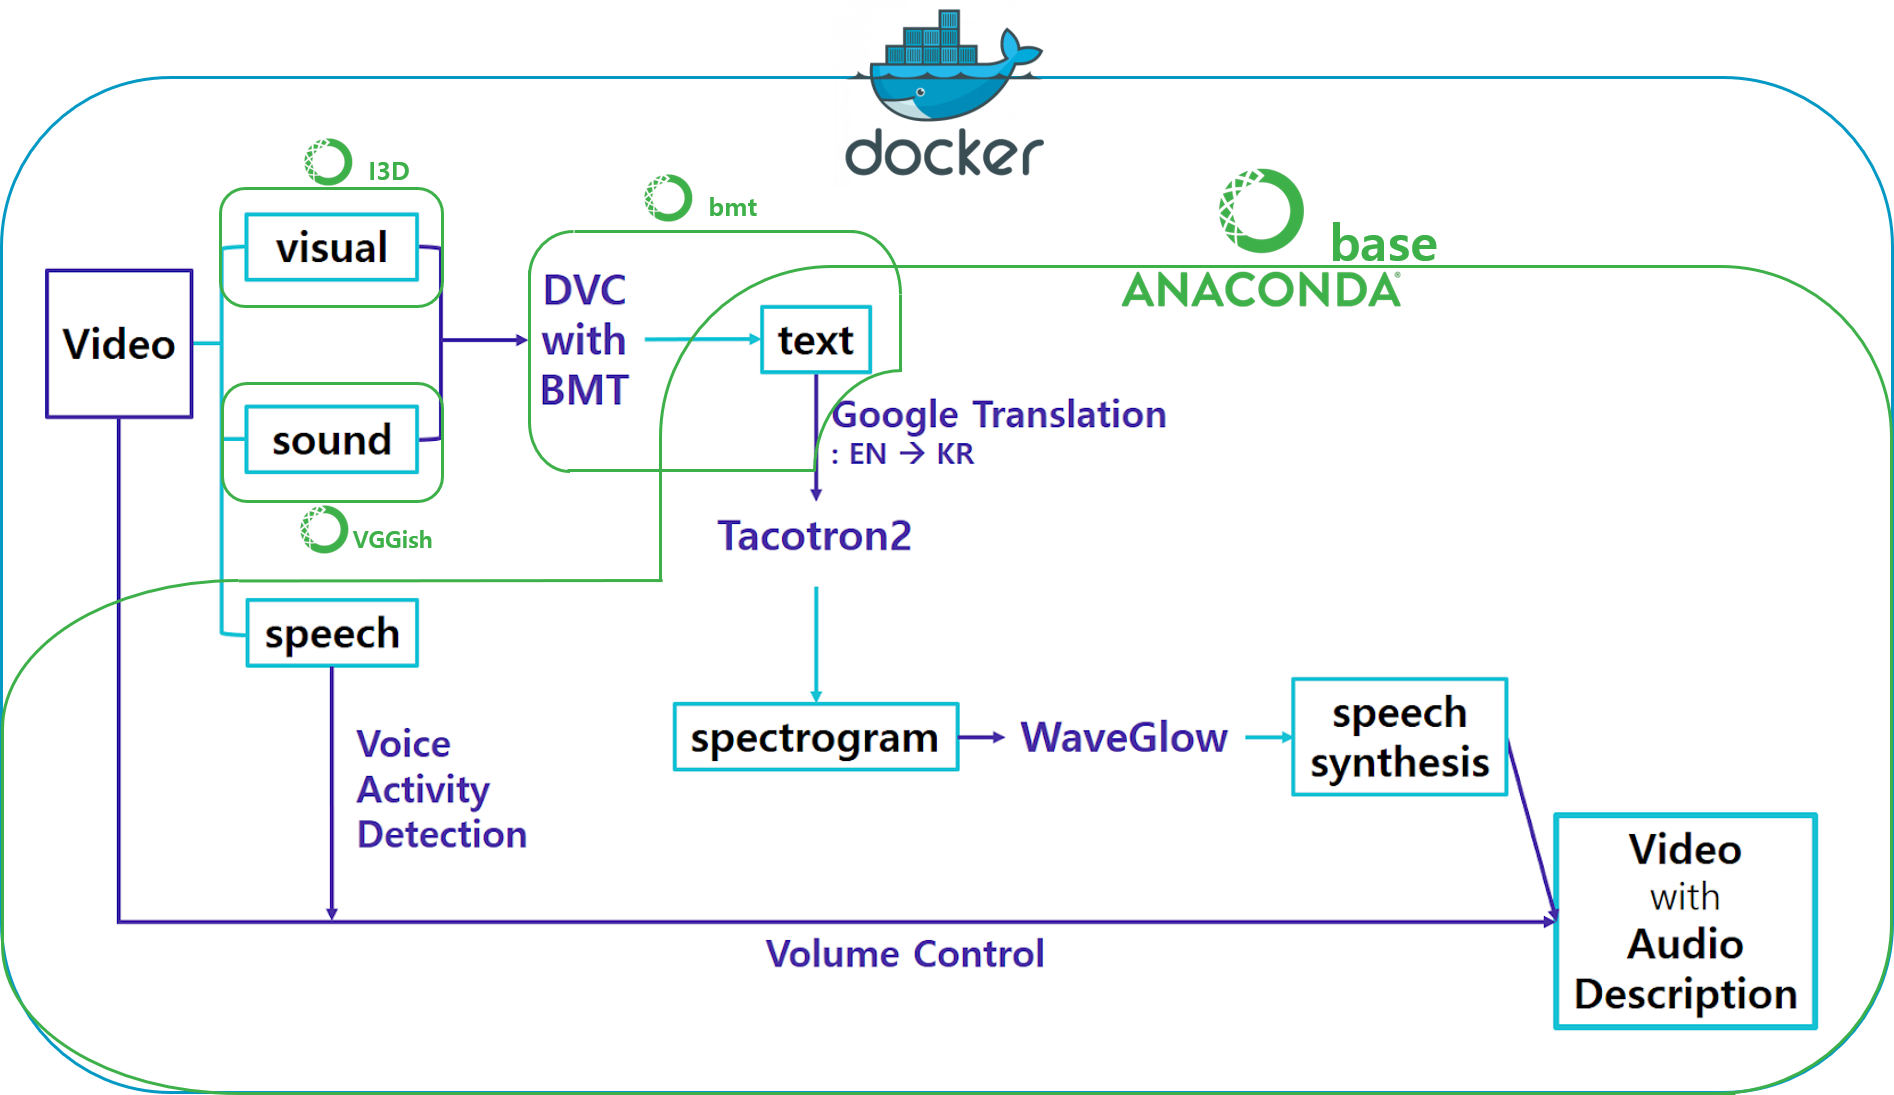 docker
I3D
bmt
base
ANACONDA®
visual
Video
sound
VGGish
speech
DVC
with
BMT
text
Google Translation
: EN → KR
Tacotron2
Voice
Activity
Detection
spectrogram
WaveGlow
speech
synthesis
Volume Control
Video
with
Audio
Description